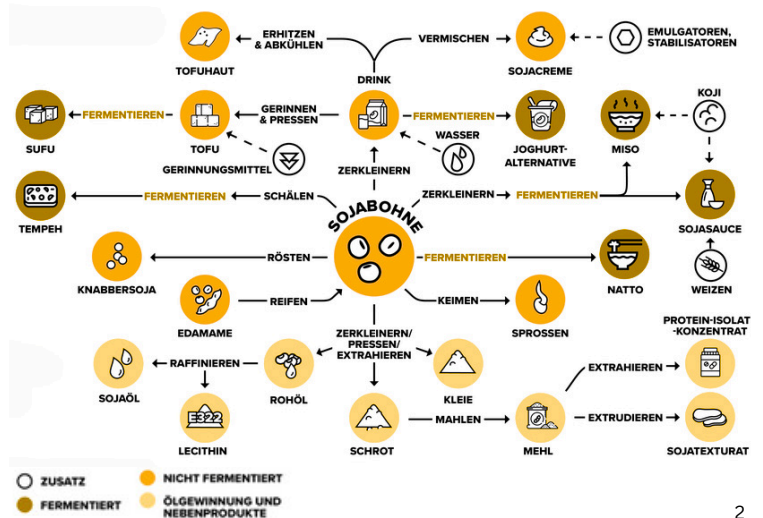 ERHITZEN
& ABKÜHLEN
VERMISCHEN
EMULGATOREN,
STABILISATOREN
TOFUHAUT
DRINK
SOJACREME
KOJI
FERMENTIEREN
GERINNEN
& PRESSEN
FERMENTIEREN
WASSER
SUFU
TOFU
JOGHURT-
ALTERNATIVE
MISO
GERINNUNGSMITTEL
ZERKLEINERN
FERMENTIEREN
SCHÄLEN
ZERKLEINERN
FERMENTIEREN
TEMPEH
SOJABOHNE
SOJASAUCE
RÖSTEN
FERMENTIEREN
KNABBERSOJA
NATTO
WEIZEN
REIFEN
KEIMEN
EDAMAME
SPROSSEN
PROTEIN-ISOLAT
-KONZENTRAT
ZERKLEINERN/
PRESSEN/
EXTRAHIEREN
RAFFINIEREN
EXTRAHIEREN
SOJAÖL
ROHÖL
KLEIE
E322
MAHLEN
EXTRUDIEREN
LECITHIN
SCHROT
MEHL
SOJATEXTURAT
ZUSATZ
NICHT FERMENTIERT
FERMENTIERT
ÖLGEWINNUNG UND
NEBENPRODUKTE
2